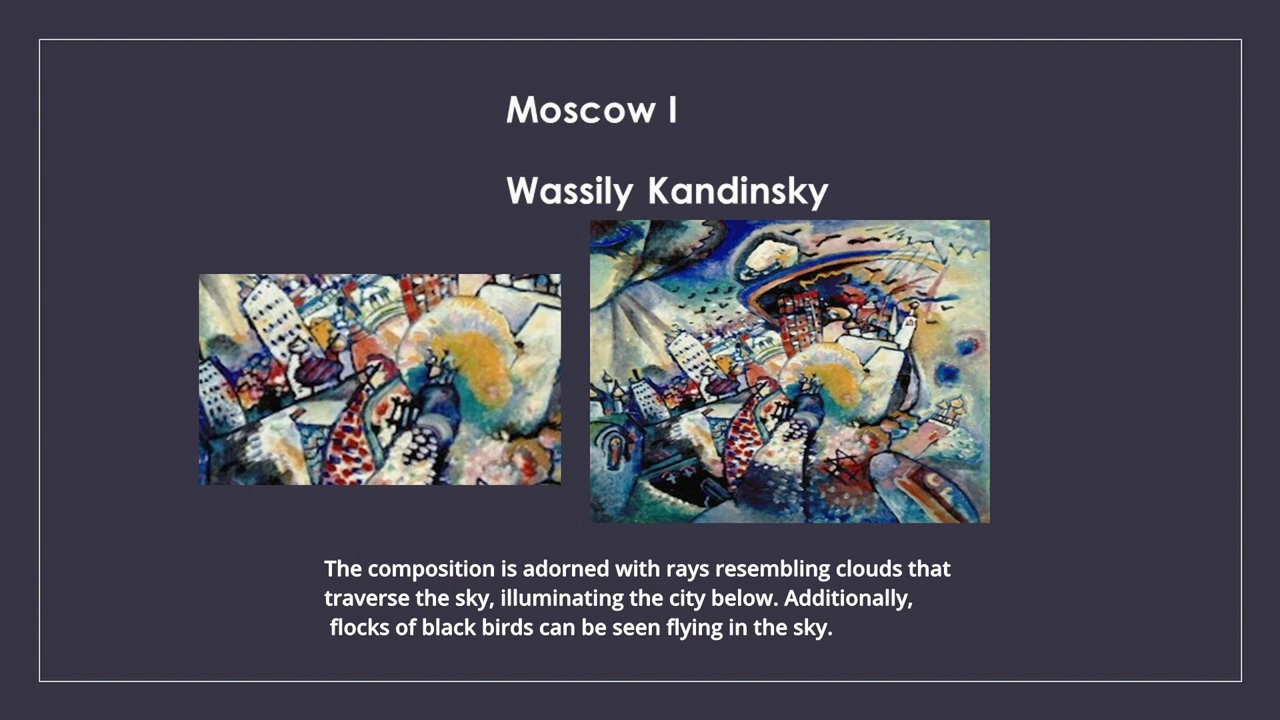 Moscow I
Wassily Kandinsky
The composition is adorned with rays resembling clouds that
traverse the sky, illuminating the city below. Additionally,
flocks of black birds can be seen flying in the sky.